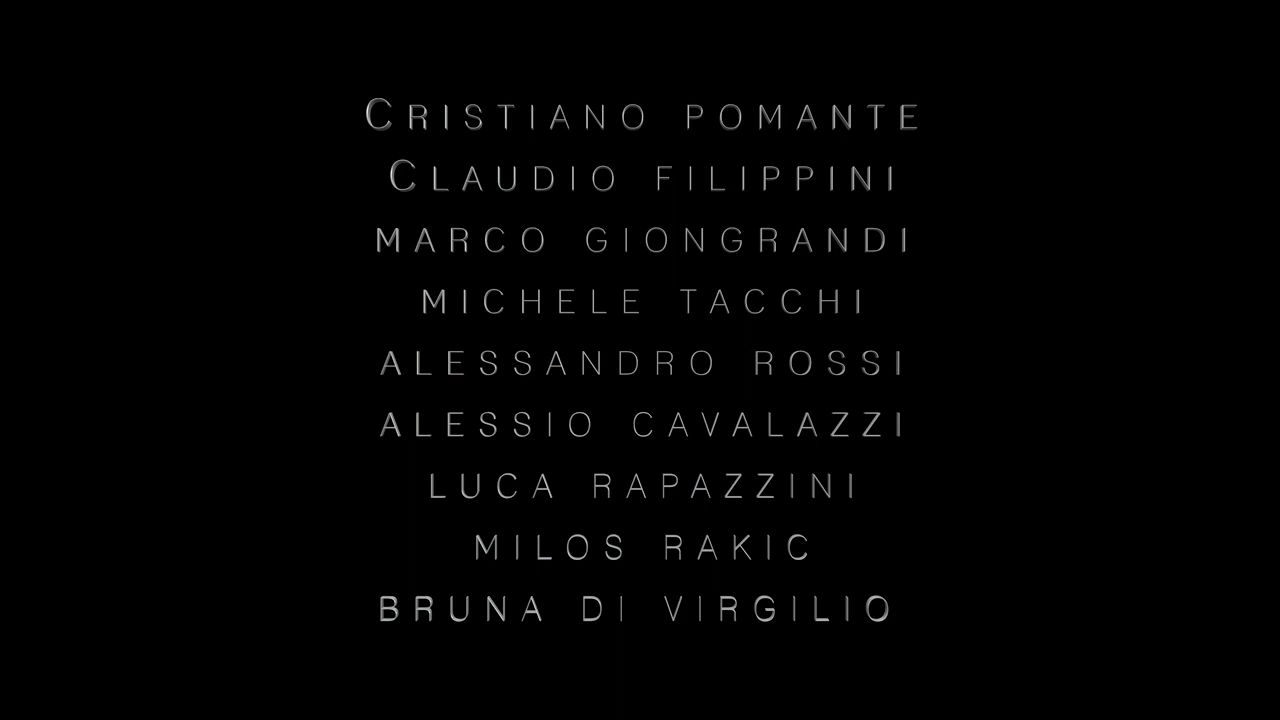 CRISTIANO POMANTE
CLAUDIO FILIPPINI
MARCO GIONGRANDI
MICHELE TACCHI
ALESSANDRO ROSSI
ALESSIO CAVALAZZI
LUCA RAPAZZINI
MILOS RAKIC
BRUNA DI VIRGILIO